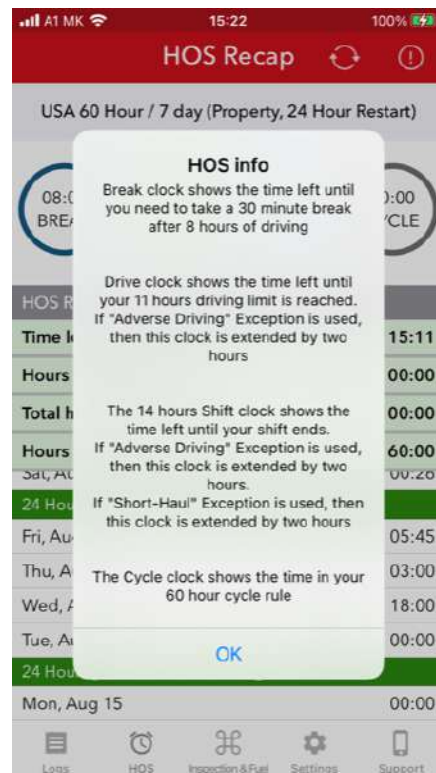 A1 MK 15:22 100%
HOS Recap
USA 60 Hour / 7 day (Property, 24 Hour Restart)
HOS info
Break clock shows the time left until
you need to take a 30 minute break
after 8 hours of driving
Drive clock shows the time left until
your 11 hours driving limit is reached.
If "Adverse Driving" Exception is used,
then this clock is extended by two
hours
The 14 hours Shift clock shows the
time left until your shift ends.
If "Adverse Driving" Exception is used,
then this clock is extended by two
hours.
If "Short-Haul" Exception is used, then
this clock is extended by two hours
The Cycle clock shows the time in your
60 hour cycle rule
OK
HOS
Time 15:11
Hours 00:00
Total 00:00
Hours 60:00
Sat, 00:26
24
Fri, 05:45
Thu, 03:00
Wed, 18:00
Tue, 00:00
24
Mon, Aug 15 00:00
Logs HOS Inspection & Fuel Settings Support